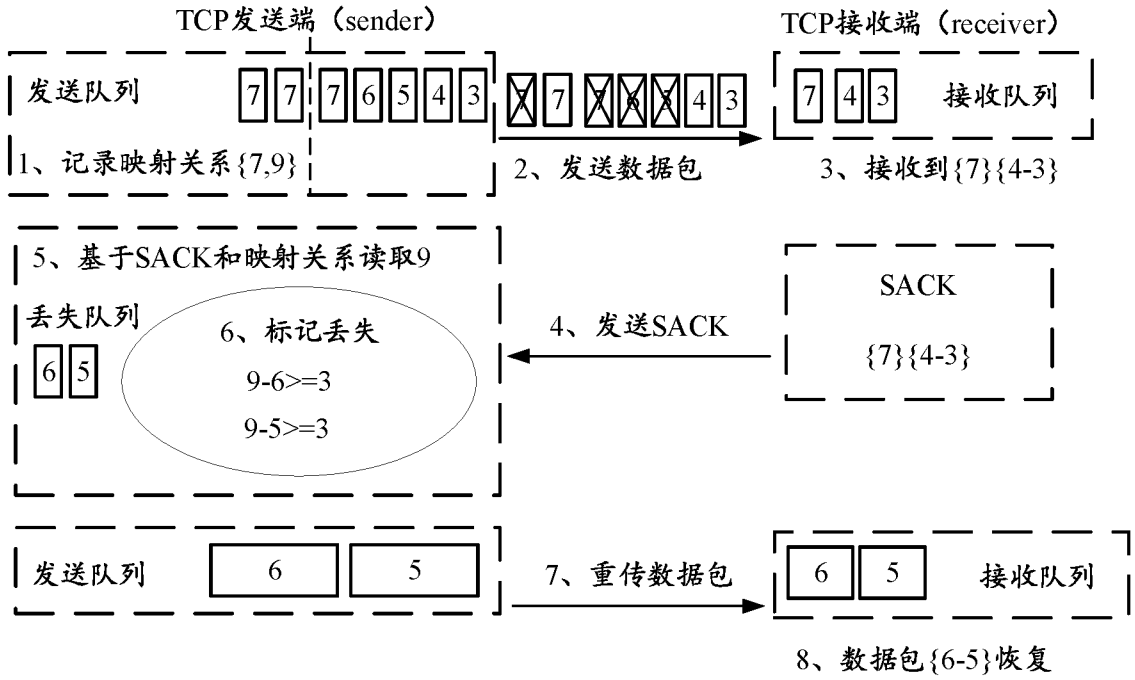 TCP发送端（sender）
TCP接收端（receiver）
发送队列
7 7 7 6 5 4 3
7 7 7 6 5 4 3
7 4 3
接收队列
1、记录映射关系{7,9}
2、发送数据包
3、接收到{7}{4-3}
5、基于SACK和映射关系读取9
丢失队列
6 5
6、标记丢失
9-6>=3
9-5>=3
4、发送SACK
SACK
{7}{4-3}
发送队列
6 5
7、重传数据包
6 5
接收队列
8、数据包{6-5}恢复